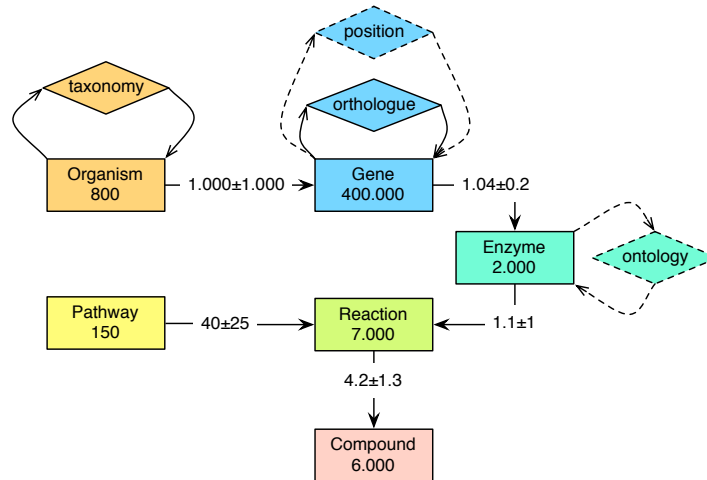 position
taxonomy
orthologue
Organism
800
1.000±1.000
Gene
400.000
1.04±0.2
Enzyme
2.000
ontology
Pathway
150
40±25
Reaction
7.000
1.1±1
4.2±1.3
Compound
6.000